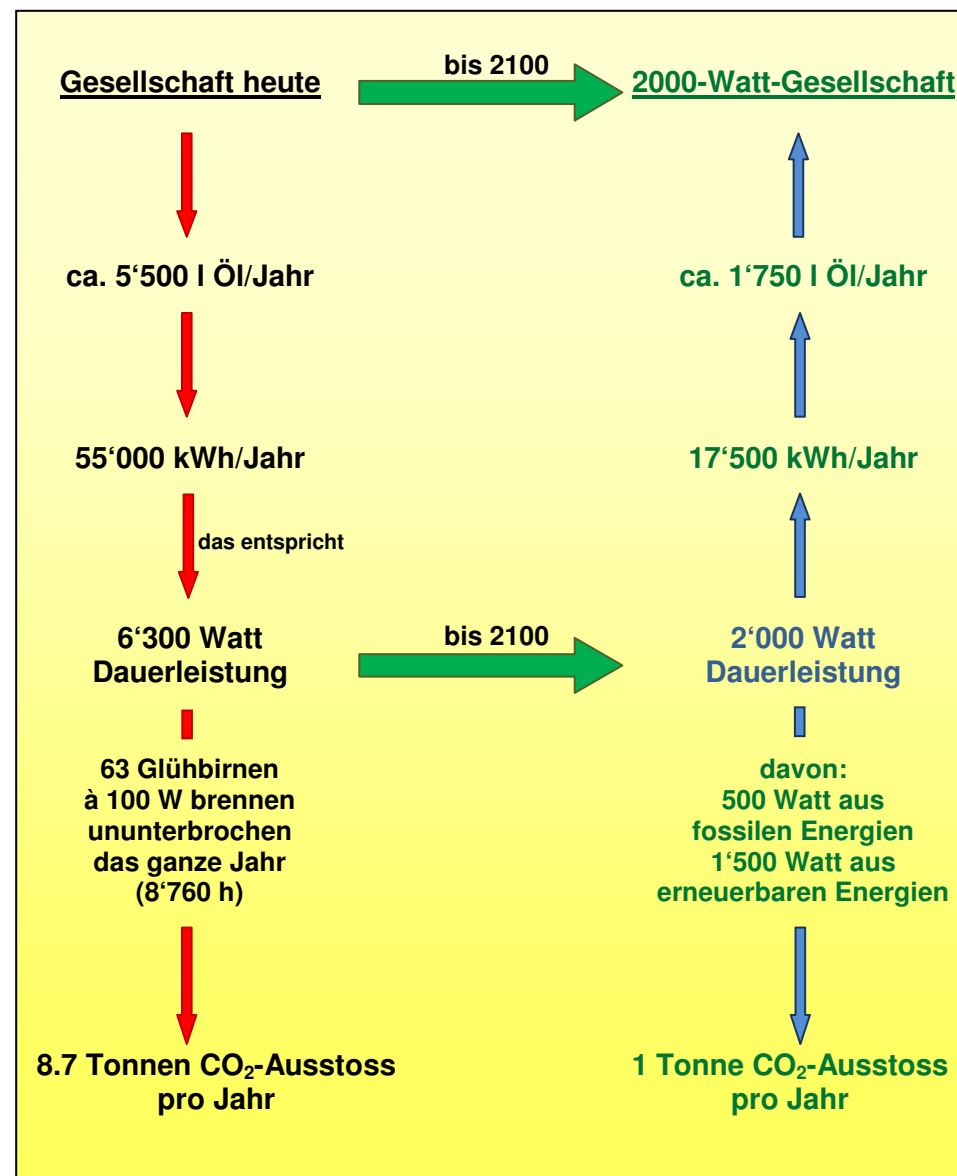 Gesellschaft heute
bis 2100
2000-Watt-Gesellschaft
ca. 5‘500 l Öl/Jahr
ca. 1‘750 l Öl/Jahr
55‘000 kWh/Jahr
17‘500 kWh/Jahr
das entspricht
6‘300 Watt
Dauerleistung
bis 2100
2‘000 Watt
Dauerleistung
63 Glühbirnen
à 100 W brennen
ununterbrochen
das ganze Jahr
(8‘760 h)
davon:
500 Watt aus
fossilen Energien
1‘500 Watt aus
erneuerbaren Energien
8.7 Tonnen CO₂-Ausstoss
pro Jahr
1 Tonne CO₂-Ausstoss
pro Jahr